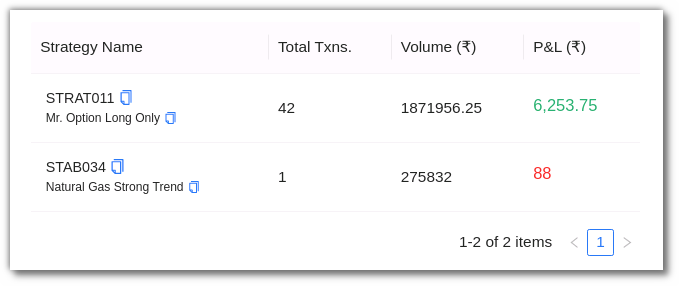 Strategy Name Total Txns. Volume (₹) P&L (₹)
STRAT011
Mr. Option Long Only
42 1871956.25 6,253.75
STAB034
Natural Gas Strong Trend
1 275832 88
1-2 of 2 items < 1 >